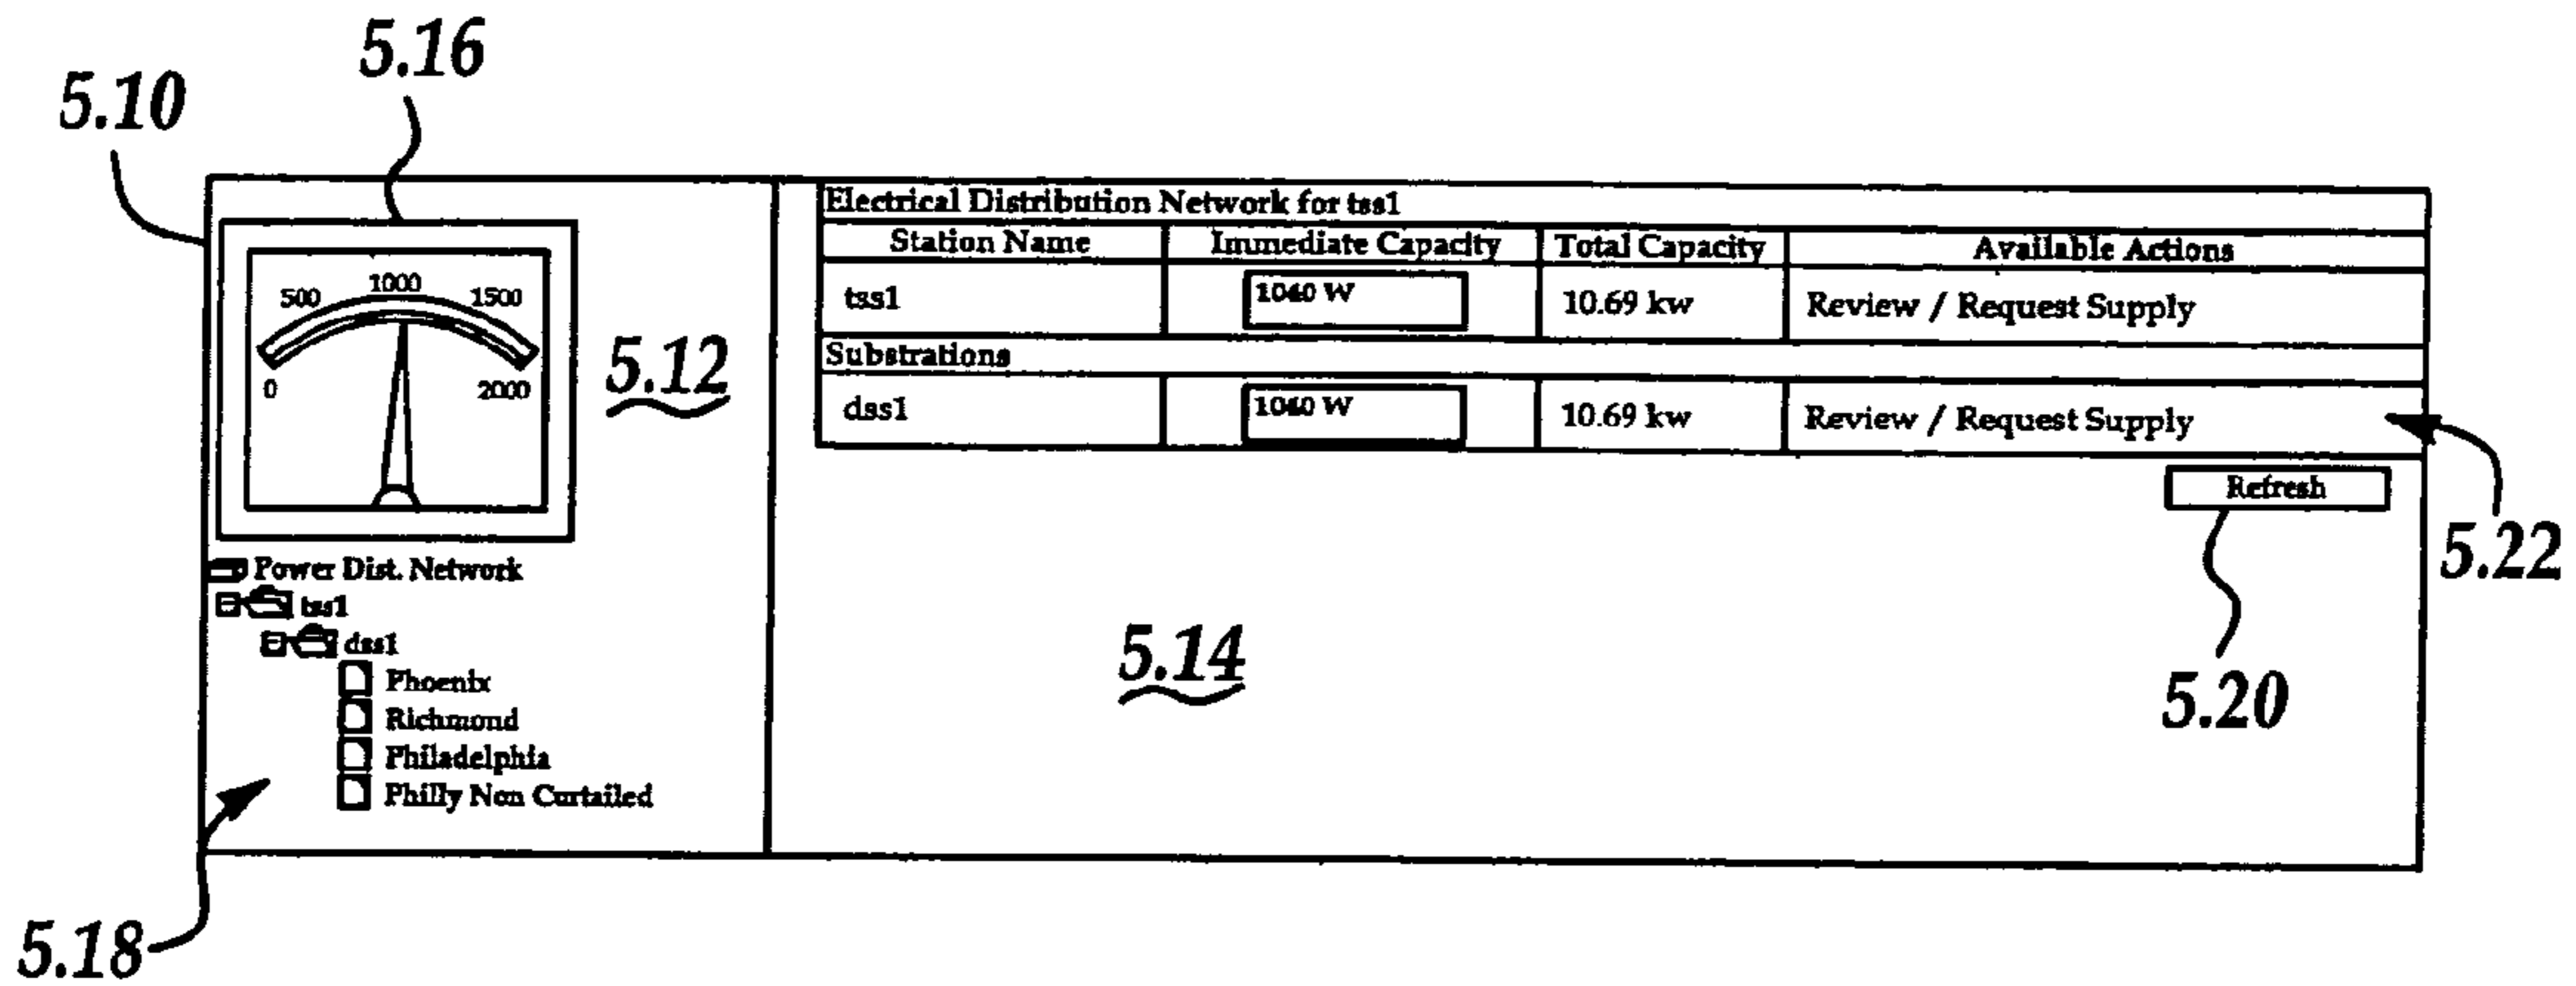 5.16
5.10
500 1000 1500
0 2000
5.12
Power Dist. Network
tss1
dss1
Phoenix
Richmond
Philadelphia
Philly Non Curtailed
5.18
Electrical Distribution Network for tss1
Station Name Immediate Capacity Total Capacity Available Actions
tss1 1040 W 10.69 kw Review / Request Supply
Substrations
dss1 1040 W 10.69 kw Review / Request Supply
Refresh
5.22
5.14
5.20